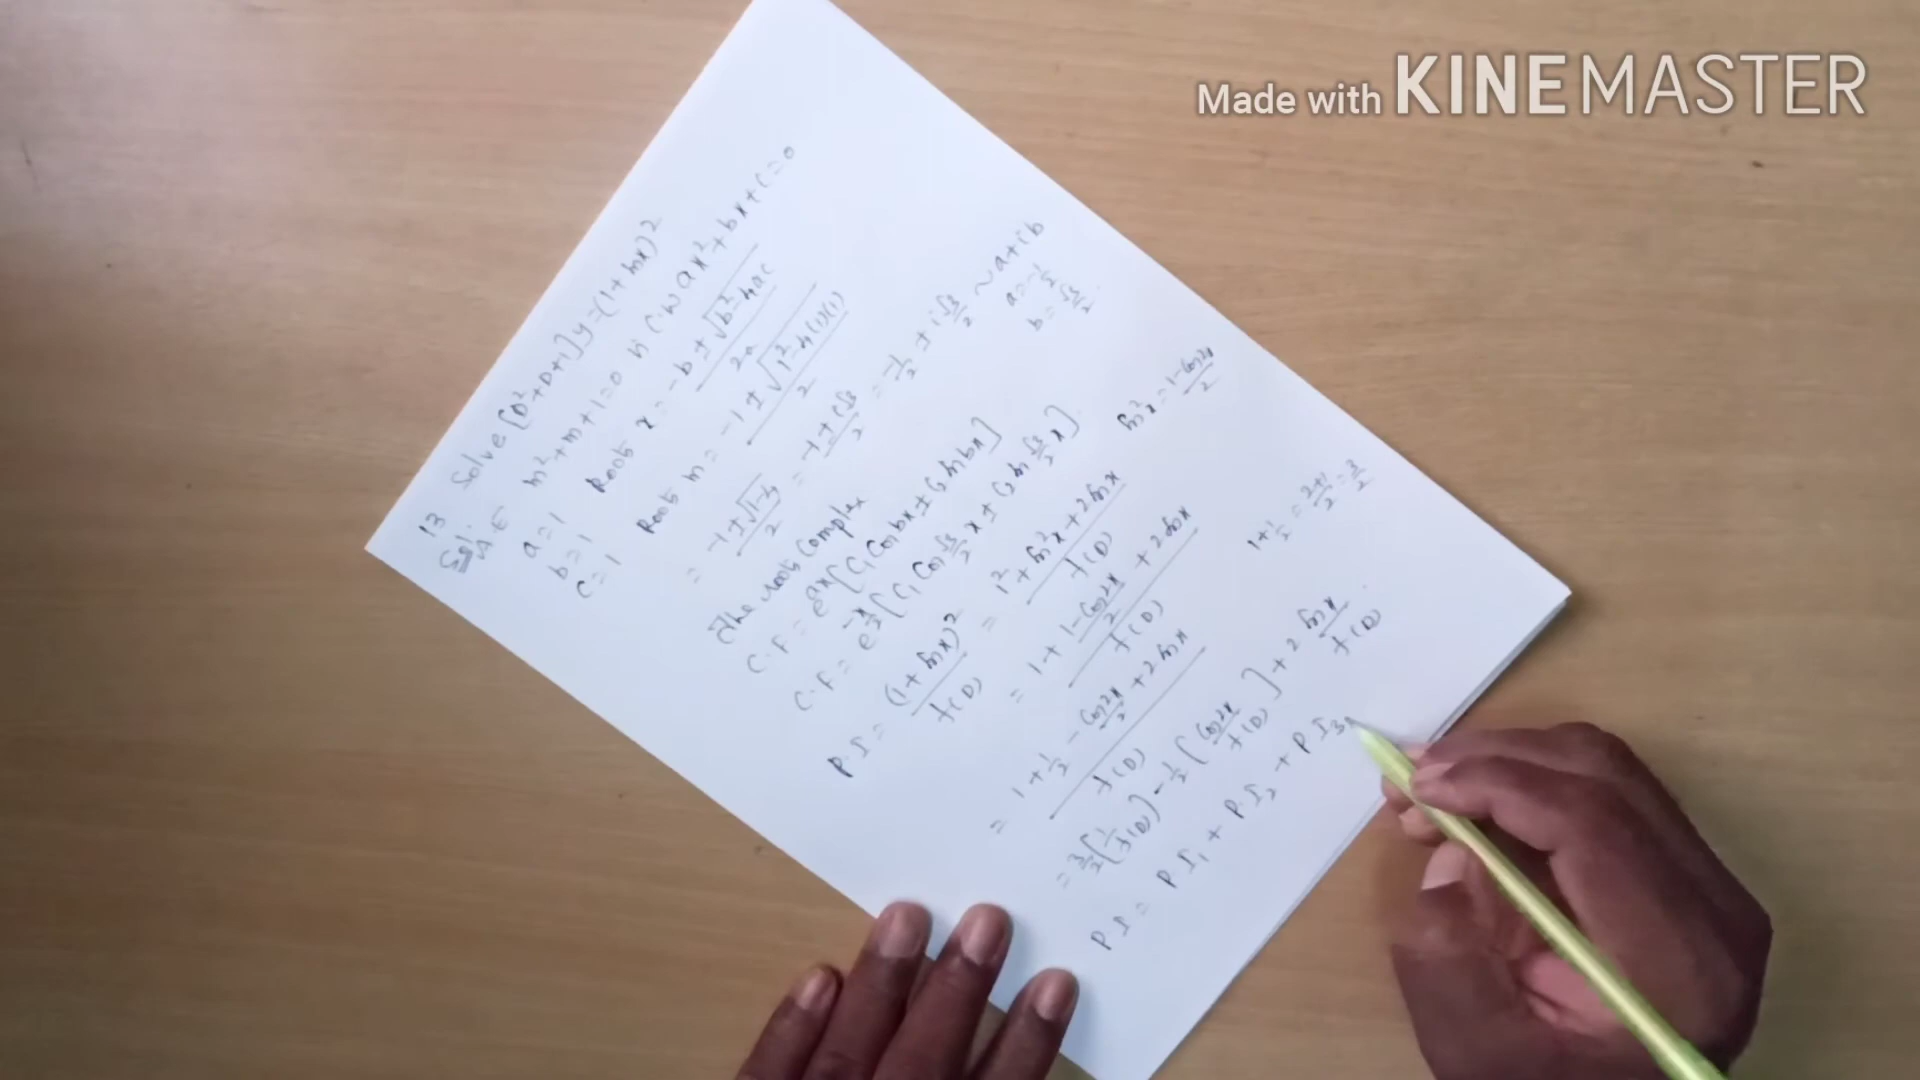 Made with KINEMASTER
13 Solve [D²+D+1]y=(1+sinx)²
Sol: A E m²+m+1=0 is C.W ax²+bx+c=0
a=1
b=1
c=1
Roots x = -b ± √b²-4ac / 2a
Roots m = -1 ± √1²-4(1)(1) / 2
= -1±√1-4 / 2 = -1±i√3 / 2 = -1/2 ± i√3/2 ~ a+ib
a=-1/2
b=√3/2
The roots complex
C.F = e^ax [C₁ Cosbx ± C₂ sinbx]
C.F = e^-x/2 [C₁ Cos √3/2 x ± C₂ sin √3/2 x]
P.I = (1+sinx)² / f(D) = 1²+sin²x+2sinx / f(D)
sin²x = 1-Cos2x / 2
= 1+ 1-Cos2x / 2 +2sinx / f(D)
= 1+1/2 - Cos2x/2 +2sinx / f(D)
1+1/2 = 2+1/2 = 3/2
= 3/2 [1/f(D)] - 1/2 [Cos2x / f(D)] +2 sinx / f(D)
P.I = P I₁ + P.I₂ + P I₃